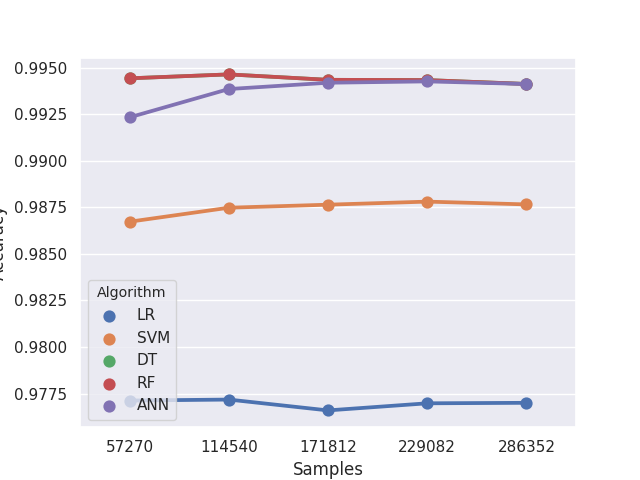 0.9950
0.9925
0.9900
0.9875
0.9850
0.9825
0.9800
0.9775
Accuracy
Algorithm
LR
SVM
DT
RF
ANN
57270
114540
171812
229082
286352
Samples